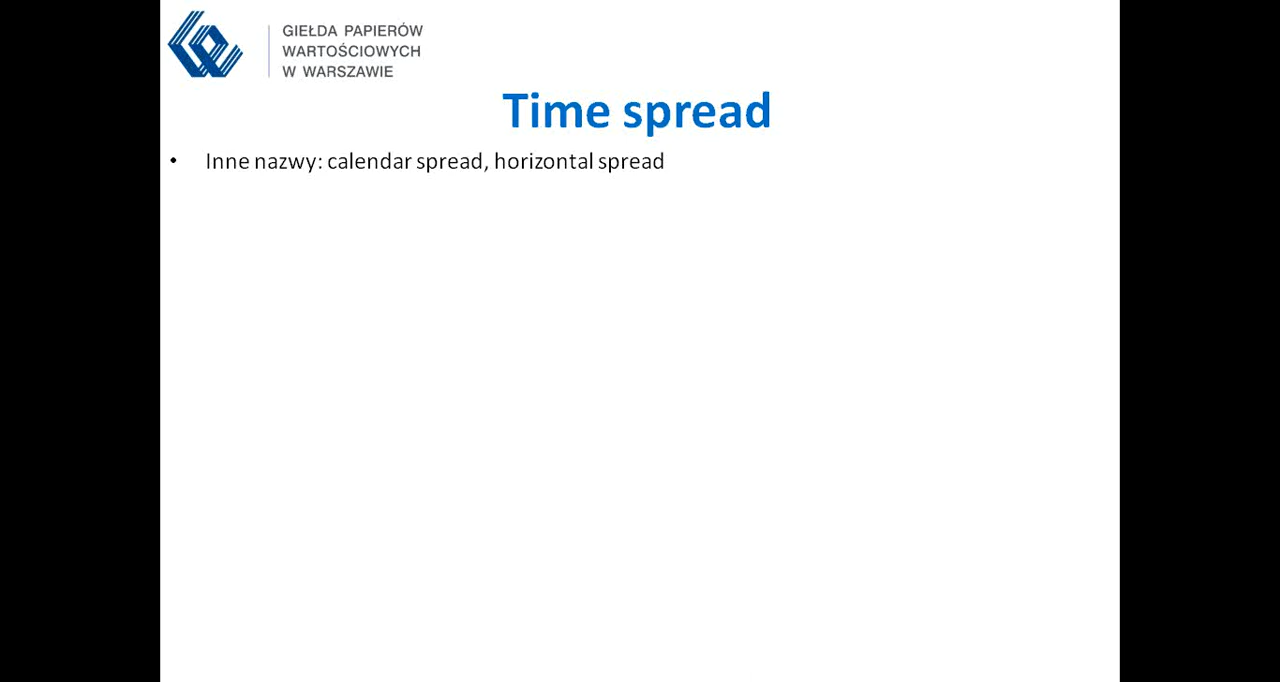 GIEŁDA PAPIERÓW
WARTOŚCIOWYCH
W WARSZAWIE
Time spread
• Inne nazwy: calendar spread, horizontal spread